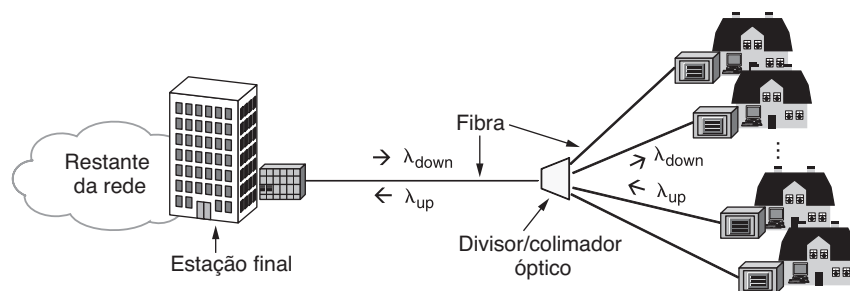 Restante
da rede
Estação final
→ λdown
← λup
Fibra
Divisor/colimador
óptico
→ λdown
← λup